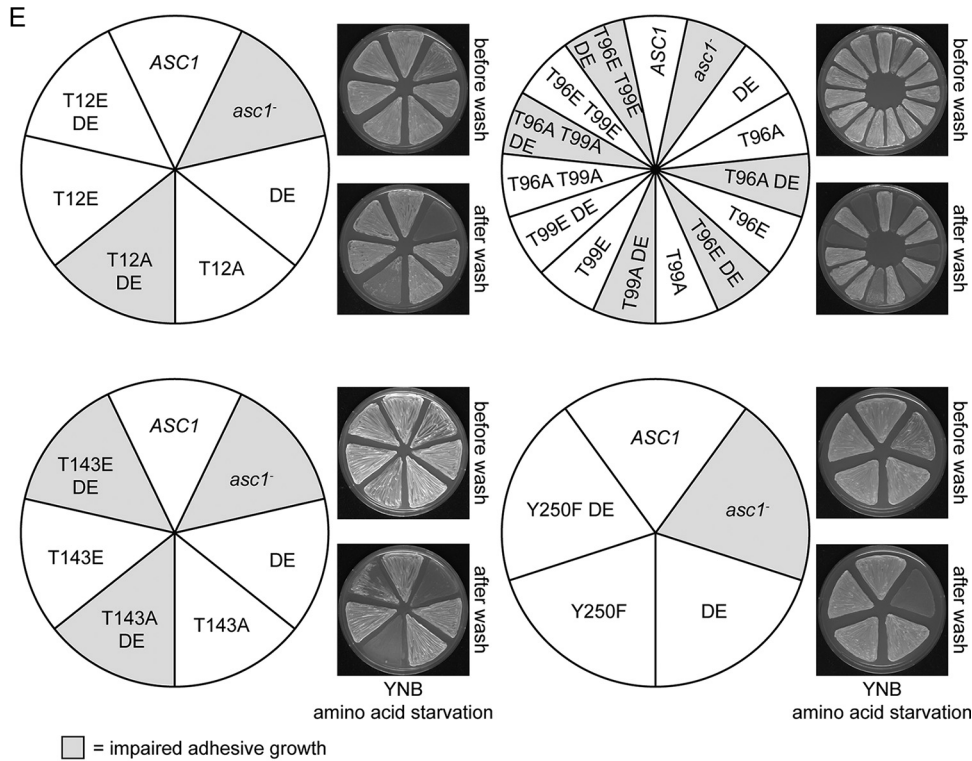 E
ASC1
asc1-
DE
T12A
T12A
DE
T12E
T12E
DE
before wash
after wash
ASC1
asc1-
DE
T96A
T96A DE
T96E
T96E DE
T99A
T99A DE
T99E
T99E DE
T96A T99A
T96A T99A
DE
T96E T99E
T96E T99E
DE
before wash
after wash
ASC1
asc1-
DE
T143A
T143A
DE
T143E
T143E
DE
before wash
after wash
YNB
amino acid starvation
ASC1
asc1-
DE
Y250F
Y250F DE
before wash
after wash
YNB
amino acid starvation
= impaired adhesive growth